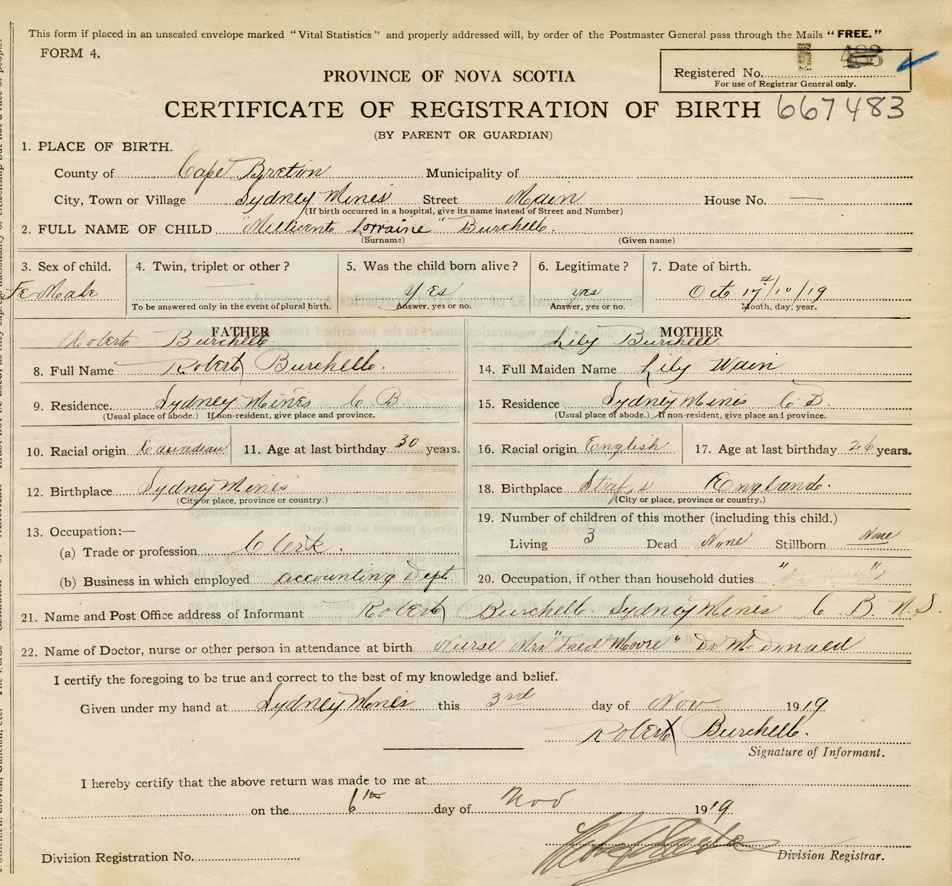 This form if placed in an unsealed envelope marked "Vital Statistics" and properly addressed will, by order of the Postmaster General pass through the Mails "FREE."
FORM 4.
PROVINCE OF NOVA SCOTIA
Registered No.
For use of Registrar General only.
CERTIFICATE OF REGISTRATION OF BIRTH 667483
(BY PARENT OR GUARDIAN)
1. PLACE OF BIRTH.
County of Cape Breton Municipality of
City, Town or Village Sydney Mines Street Main House No. —
(If birth occurred in a hospital, give its name instead of Street and Number)
2. FULL NAME OF CHILD "Lorraine" Burchell.
(Surname) (Given name)
3. Sex of child. 4. Twin, triplet or other? 5. Was the child born alive? 6. Legitimate? 7. Date of birth.
Fe Male yes yes Oct 17/10/19
To be answered only in the event of plural birth. Answer, yes or no. Answer, yes or no. Month, day, year.
FATHER MOTHER
Robert Burchell Lily Burchell
8. Full Name Robert Burchell. 14. Full Maiden Name Lily Wain
9. Residence Sydney Mines C B 15. Residence Sydney Mines C B.
(Usual place of abode.) If non-resident, give place and province. (Usual place of abode.) If non-resident, give place and province.
10. Racial origin Canadian 11. Age at last birthday 30 years. 16. Racial origin English 17. Age at last birthday 26 years.
12. Birthplace Sydney Mines 18. Birthplace England.
(City or place, province or country.) (City or place, province or country.)
19. Number of children of this mother (including this child.)
13. Occupation:—
Living 3 Dead None Stillborn None
(a) Trade or profession Clerk.
(b) Business in which employed accounting Dept. 20. Occupation, if other than household duties " "
21. Name and Post Office address of Informant Robert Burchell Sydney Mines C. B. N.S.
22. Name of Doctor, nurse or other person in attendance at birth Nurse Mrs "Fred Moore" Dr McDonald
I certify the foregoing to be true and correct to the best of my knowledge and belief.
Given under my hand at Sydney Mines this 3rd day of Nov 1919
Robert Burchell.
Signature of Informant.
I hereby certify that the above return was made to me at
on the 6th day of Nov 1919
Division Registration No. Division Registrar.